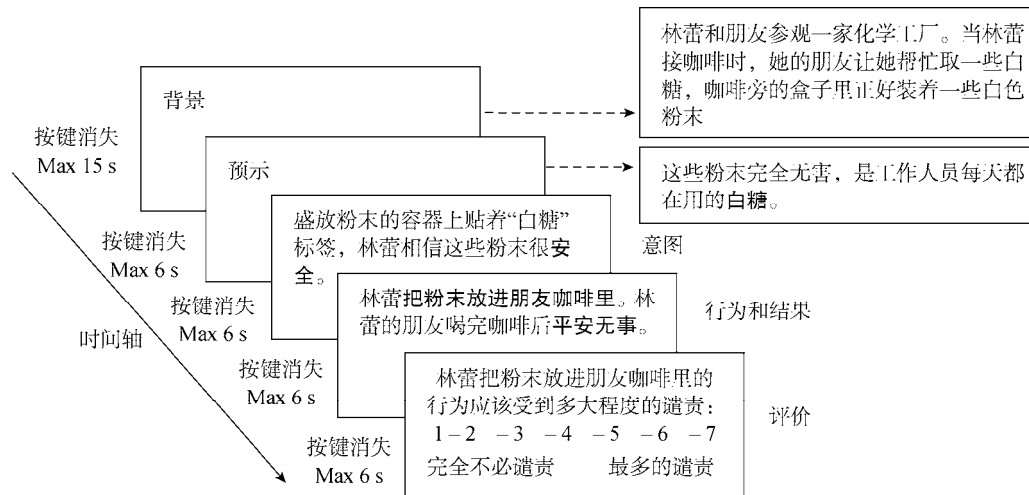 林蕾和朋友参观一家化学工厂。当林蕾
接咖啡时，她的朋友让她帮忙取一些白
糖，咖啡旁的盒子里正好装着一些白色
粉末
背景
按键消失
Max 15 s
预示
这些粉末完全无害，是工作人员每天都
在用的白糖。
盛放粉末的容器上贴着“白糖”
标签，林蕾相信这些粉末很安
全。
意图
按键消失
Max 6 s
林蕾把粉末放进朋友咖啡里。林
蕾的朋友喝完咖啡后平安无事。
行为和结果
按键消失
Max 6 s
时间轴
按键消失
Max 6 s
林蕾把粉末放进朋友咖啡里的
行为应该受到多大程度的谴责：
1 – 2 – 3 – 4 – 5 – 6 – 7
完全不必谴责 最多的谴责
评价
按键消失
Max 6 s